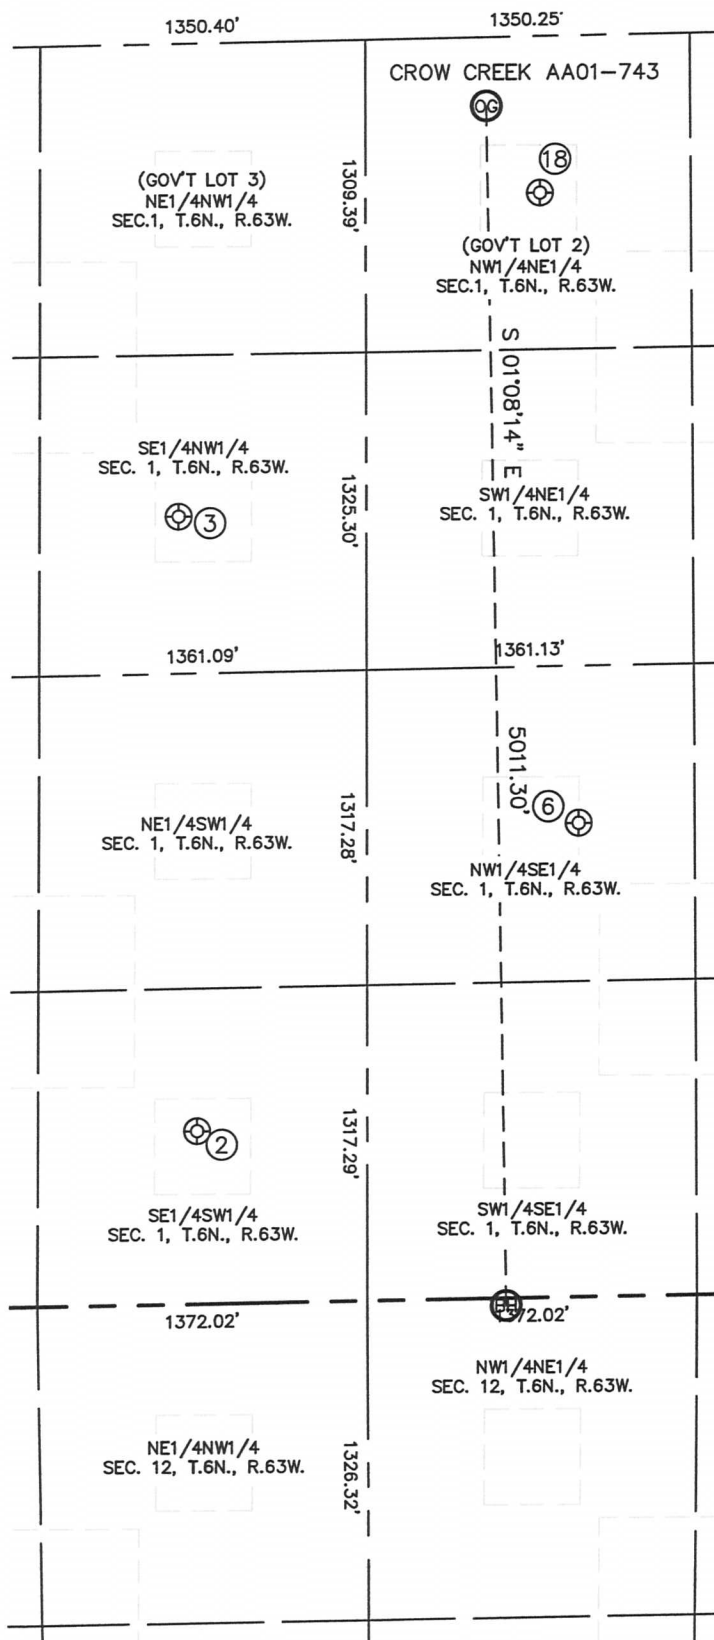 1350.40'
1350.25'
CROW CREEK AA01-743
OG
18
(GOV'T LOT 3)
NE1/4NW1/4
SEC.1, T.6N., R.63W.
1309.39'
(GOV'T LOT 2)
NW1/4NE1/4
SEC.1, T.6N., R.63W.
S 01°08'14" E
SE1/4NW1/4
SEC. 1, T.6N., R.63W.
3
1325.30'
SW1/4NE1/4
SEC. 1, T.6N., R.63W.
1361.09'
1361.13'
5011.30'
6
NE1/4SW1/4
SEC. 1, T.6N., R.63W.
1317.28'
NW1/4SE1/4
SEC. 1, T.6N., R.63W.
2
1317.29'
SE1/4SW1/4
SEC. 1, T.6N., R.63W.
SW1/4SE1/4
SEC. 1, T.6N., R.63W.
BH
1372.02'
1372.02'
NW1/4NE1/4
SEC. 12, T.6N., R.63W.
NE1/4NW1/4
SEC. 12, T.6N., R.63W.
1326.32'